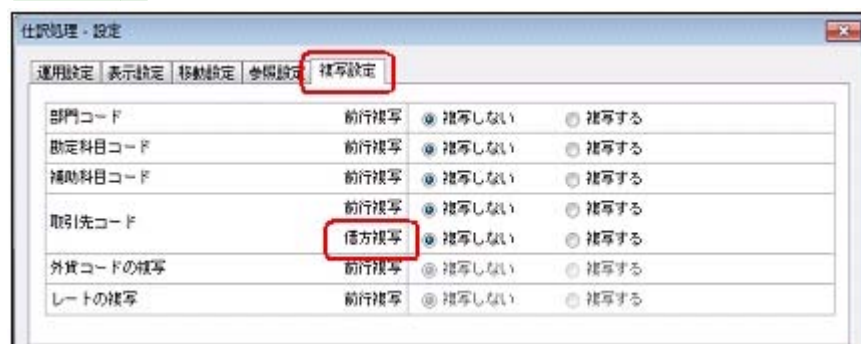 仕訳処理 - 設定
運用設定 表示設定 移動設定 参照設定 複写設定
部門コード 前行複写 複写しない 複写する
勘定科目コード 前行複写 複写しない 複写する
補助科目コード 前行複写 複写しない 複写する
取引先コード 前行複写 複写しない 複写する
借方複写 複写しない 複写する
外貨コードの複写 前行複写 複写しない 複写する
レートの複写 前行複写 複写しない 複写する